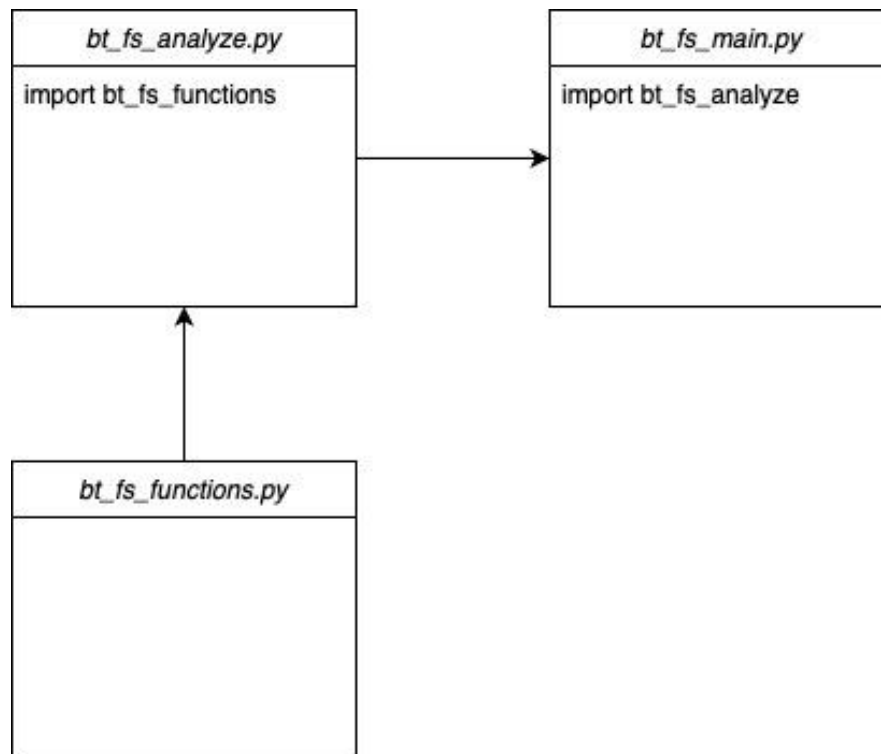 bt_fs_analyze.py
import bt_fs_functions
bt_fs_main.py
import bt_fs_analyze
bt_fs_functions.py